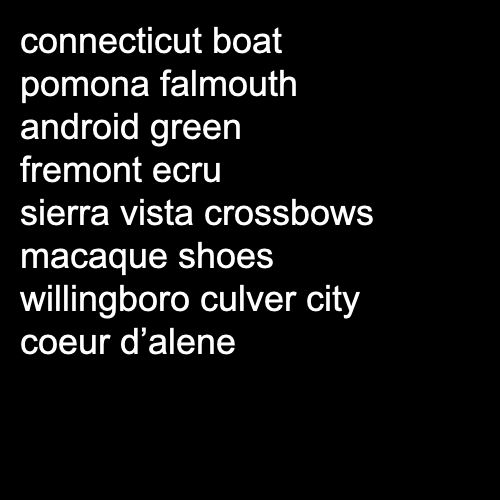 connecticut boat
pomona falmouth
android green
fremont ecru
sierra vista crossbows
macaque shoes
willingboro culver city
coeur d’alene